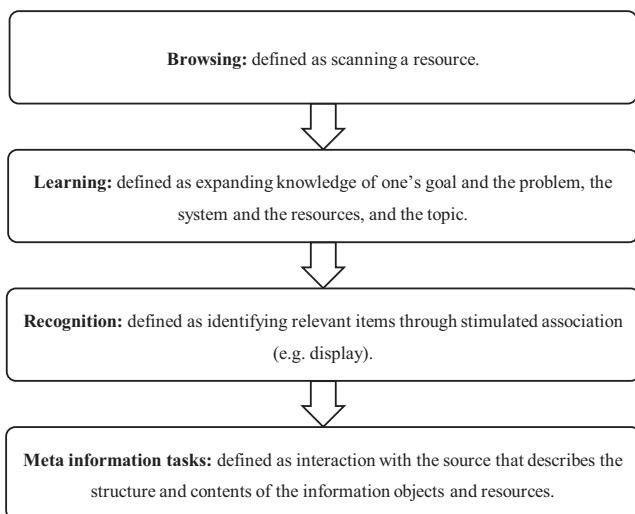 Browsing: defined as scanning a resource.
Learning: defined as expanding knowledge of one’s goal and the problem, the
system and the resources, and the topic.
Recognition: defined as identifying relevant items through stimulated association
(e.g. display).
Meta information tasks: defined as interaction with the source that describes the
structure and contents of the information objects and resources.